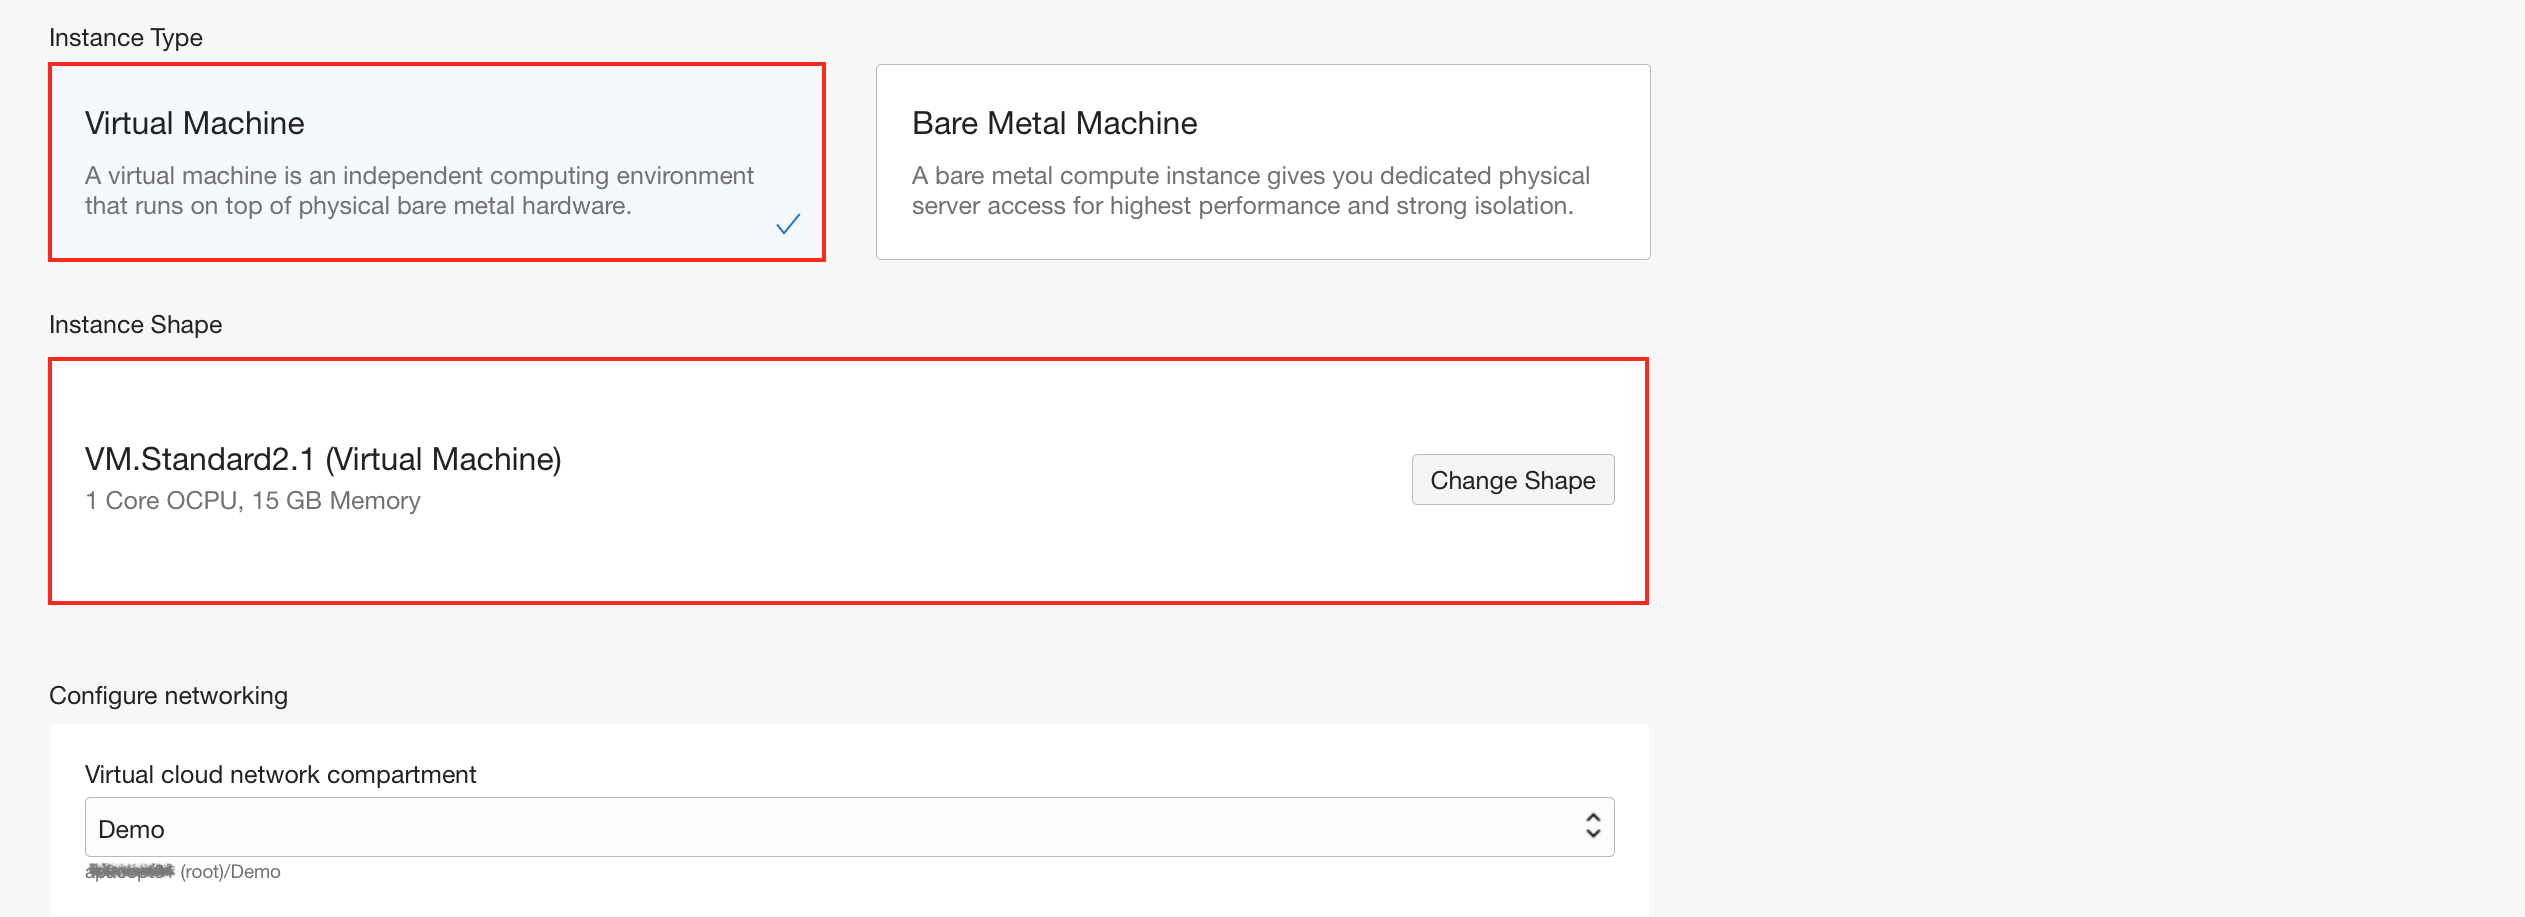 Instance Type
Virtual Machine
A virtual machine is an independent computing environment
that runs on top of physical bare metal hardware.
Bare Metal Machine
A bare metal compute instance gives you dedicated physical
server access for highest performance and strong isolation.
Instance Shape
VM.Standard2.1 (Virtual Machine)
1 Core OCPU, 15 GB Memory
Change Shape
Configure networking
Virtual cloud network compartment
Demo
(root)/Demo